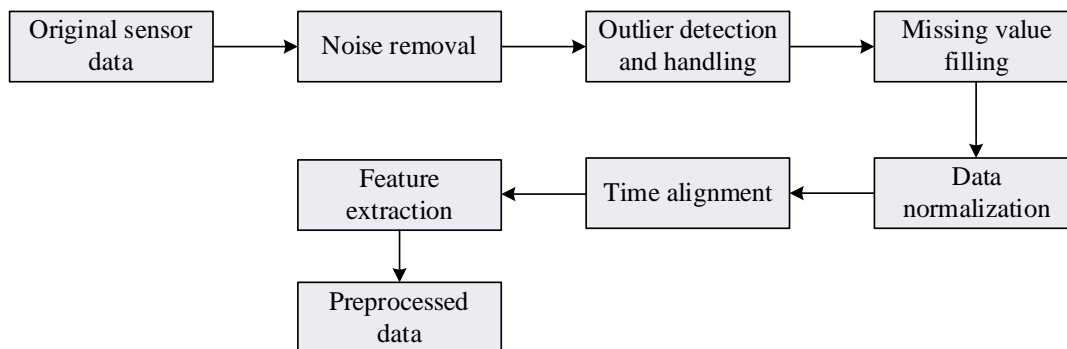 Original sensor
data
Noise removal
Outlier detection
and handling
Missing value
filling
Data
normalization
Time alignment
Feature
extraction
Preprocessed
data